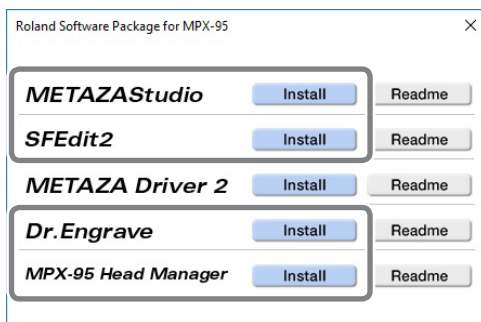 Roland Software Package for MPX-95
METAZAStudio Install Readme
SFEdit2 Install Readme
METAZA Driver 2 Install Readme
Dr.Engrave Install Readme
MPX-95 Head Manager Install Readme